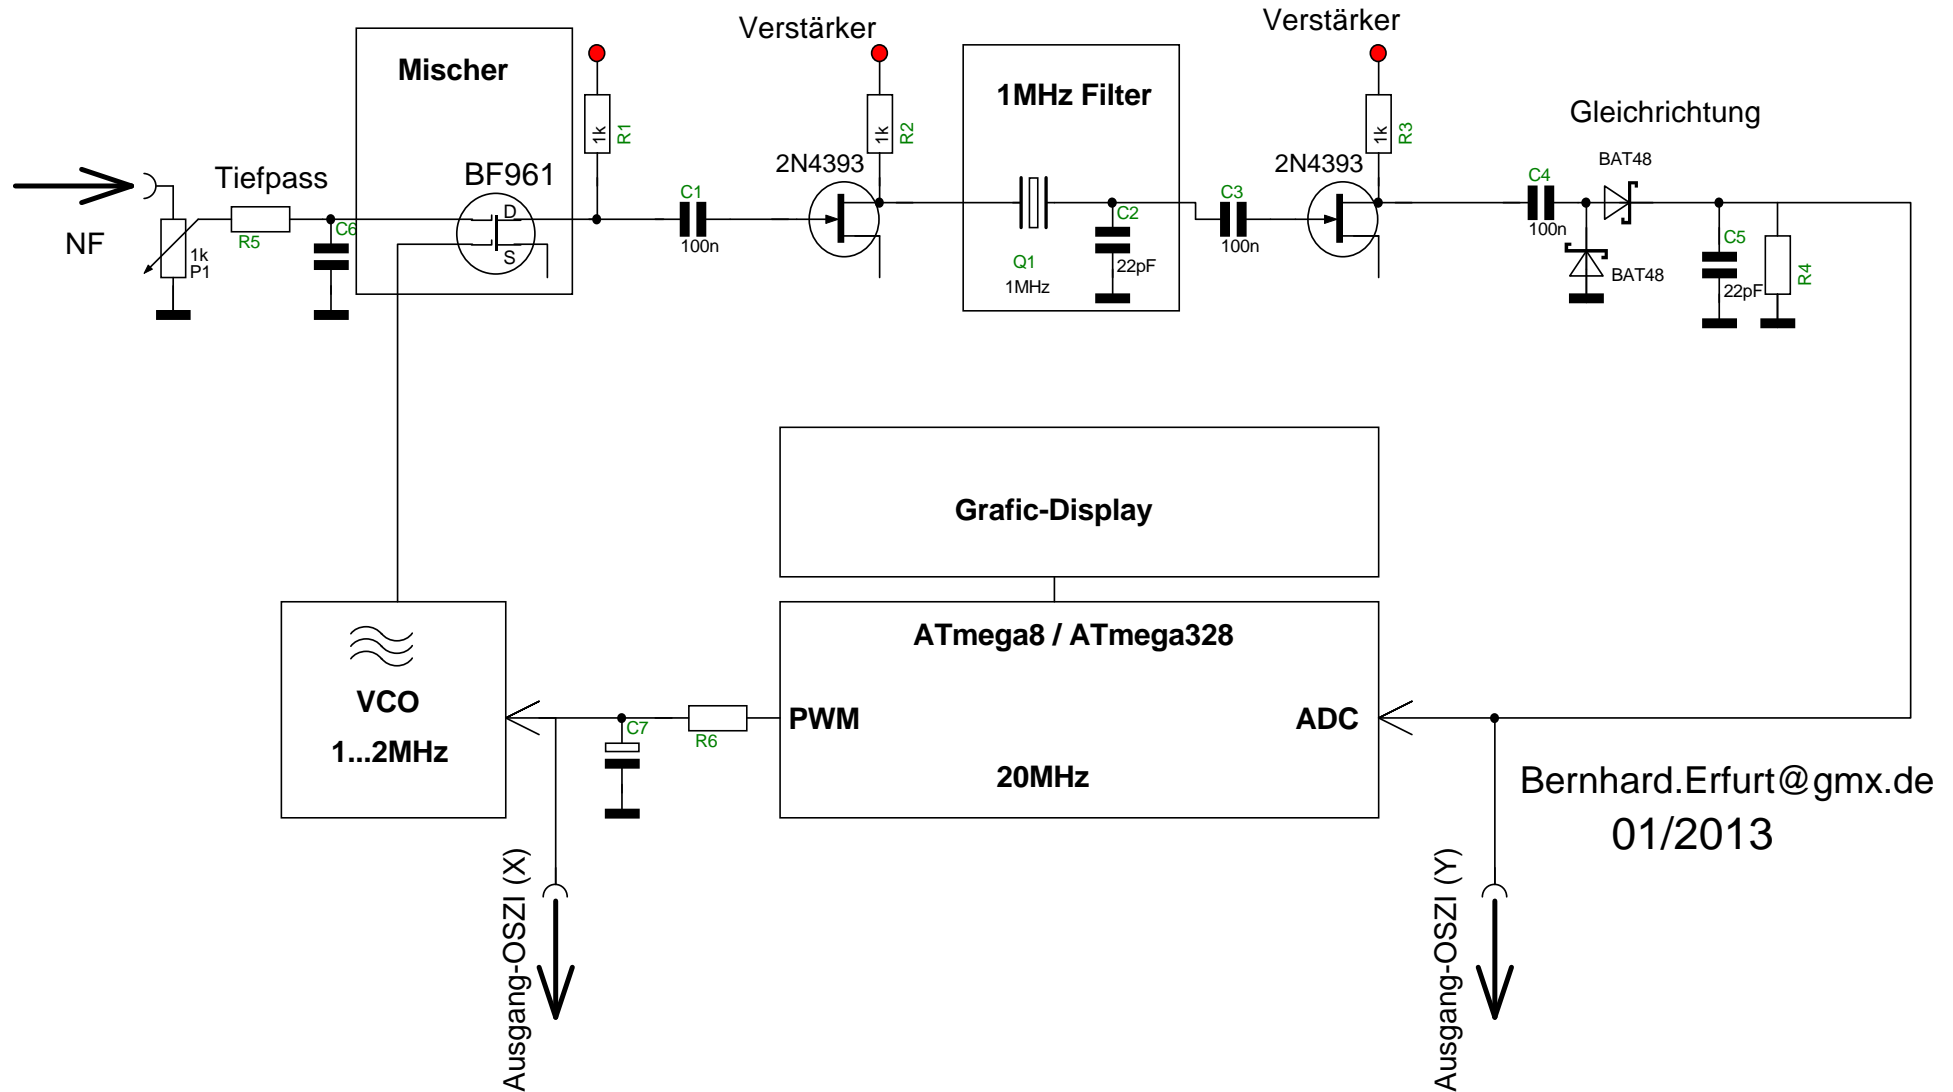 Verstärker
Verstärker
Mischer
1MHz Filter
Gleichrichtung
1k
R1
1k
R2
1k
R3
2N4393
2N4393
BAT48
Tiefpass
BF961
C1
C3
C4
D
S
NF
R5
C6
100n
C2
100n
100n
C5
1k
P1
Q1
1MHz
22pF
BAT48
22pF
R4
Grafic-Display
ATmega8 / ATmega328
VCO
1...2MHz
C7
R6
PWM
ADC
20MHz
Bernhard.Erfurt@gmx.de
01/2013
Ausgang-OSZI (X)
Ausgang-OSZI (Y)